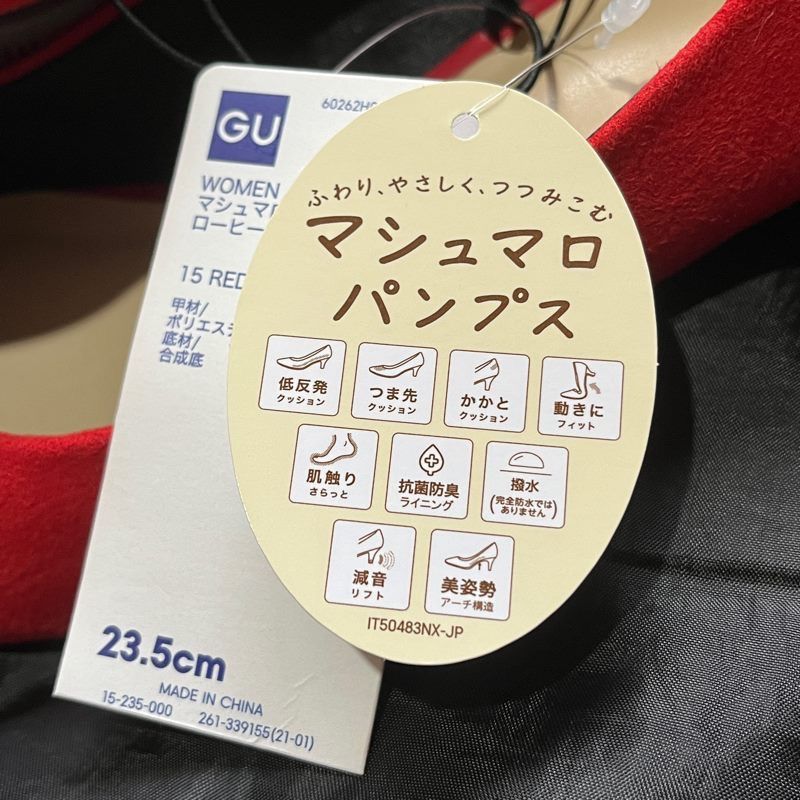 GU
WOMEN
マシュマロ
ローヒー
15 RED
甲材/
ポリエステ
底材/
合成底
23.5cm
MADE IN CHINA
15-235-000 261-339155(21-01)
ふわり、やさしく、つつみこむ
マシュマロ
パンプス
低反発
クッション
つま先
クッション
かかと
クッション
動きに
フィット
肌触り
さらっと
抗菌防臭
ライニング
撥水
(完全防水では
ありません)
減音
リフト
美姿勢
アーチ構造
IT50483NX-JP